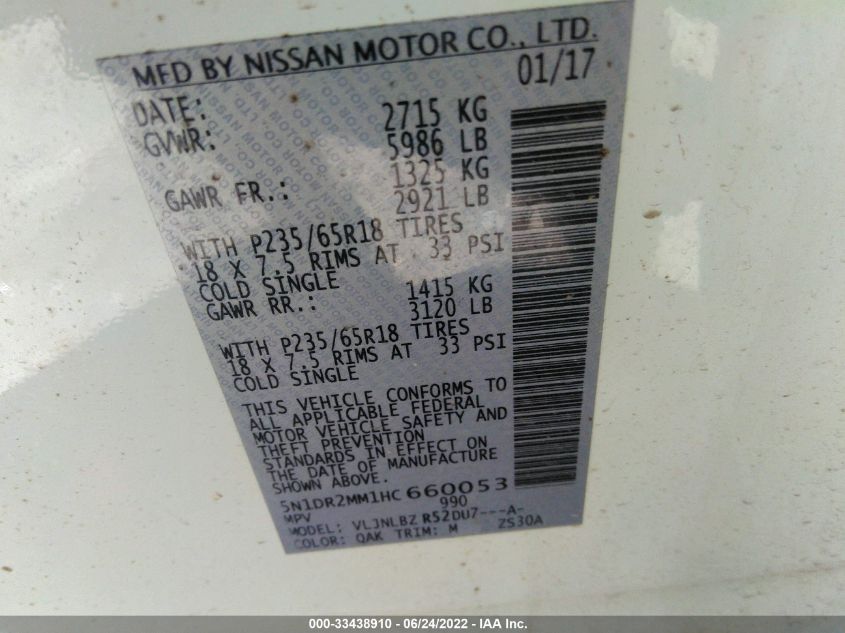 MFD BY NISSAN MOTOR CO., LTD.
DATE: 01/17
GVWR: 2715 KG
5986 LB
GAWR FR.: 1325 KG
2921 LB
WITH P235/65R18 TIRES
18 X 7.5 RIMS AT 33 PSI
COLD SINGLE
GAWR RR.: 1415 KG
3120 LB
WITH P235/65R18 TIRES
18 X 7.5 RIMS AT 33 PSI
COLD SINGLE
THIS VEHICLE CONFORMS TO
ALL APPLICABLE FEDERAL
MOTOR VEHICLE SAFETY AND
THEFT PREVENTION
STANDARDS IN EFFECT ON
THE DATE OF MANUFACTURE
SHOWN ABOVE.
5N1DR2MM1HC660053
MPV 990
MODEL: VLJNLBZ R52DU7---A-
COLOR: QAK TRIM: M ZS30A
000-33438910 - 06/24/2022 - IAA Inc.